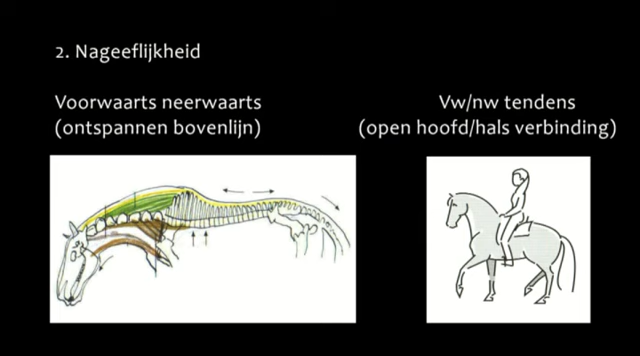 2. Nageeflijkheid
Voorwaarts neerwaarts
(ontspannen bovenlijn)
Vw/nw tendens
(open hoofd/hals verbinding)